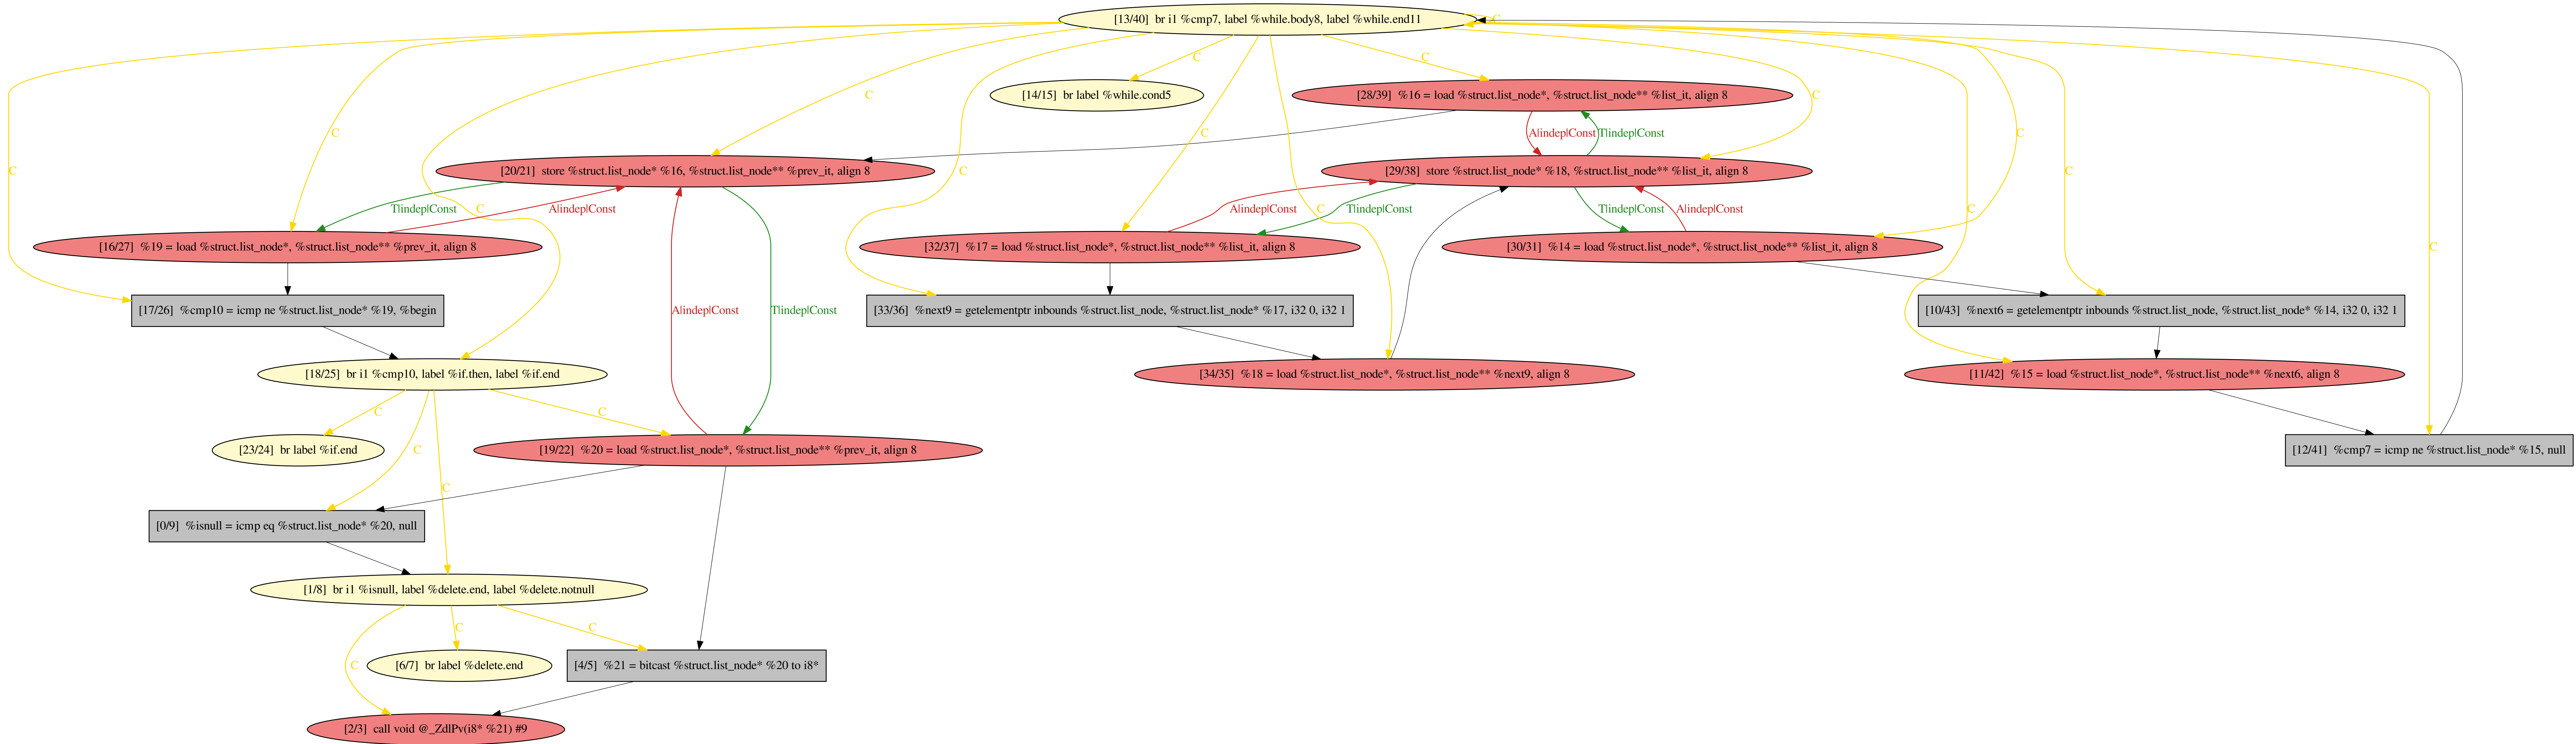 [13/40] br i1 %cmp7, label %while.body8, label %while.end11
C
C
C
[14/15] br label %while.cond5
[28/39] %16 = load %struct.list_node*, %struct.list_node** %list_it, align 8
C
C
C
C
A|indep|Const
T|indep|Const
C
C
C
[20/21] store %struct.list_node* %16, %struct.list_node** %prev_it, align 8
C
[29/38] store %struct.list_node* %18, %struct.list_node** %list_it, align 8
C
T|indep|Const
C
A|indep|Const
A|indep|Const
C
T|indep|Const
T|indep|Const
A|indep|Const
C
[16/27] %19 = load %struct.list_node*, %struct.list_node** %prev_it, align 8
[32/37] %17 = load %struct.list_node*, %struct.list_node** %list_it, align 8
[30/31] %14 = load %struct.list_node*, %struct.list_node** %list_it, align 8
C
[17/26] %cmp10 = icmp ne %struct.list_node* %19, %begin
A|indep|Const
T|indep|Const
[33/36] %next9 = getelementptr inbounds %struct.list_node, %struct.list_node* %17, i32 0, i32 1
[10/43] %next6 = getelementptr inbounds %struct.list_node, %struct.list_node* %14, i32 0, i32 1
[18/25] br i1 %cmp10, label %if.then, label %if.end
[34/35] %18 = load %struct.list_node*, %struct.list_node** %next9, align 8
[11/42] %15 = load %struct.list_node*, %struct.list_node** %next6, align 8
C
C
[23/24] br label %if.end
C
[19/22] %20 = load %struct.list_node*, %struct.list_node** %prev_it, align 8
[12/41] %cmp7 = icmp ne %struct.list_node* %15, null
C
[0/9] %isnull = icmp eq %struct.list_node* %20, null
[1/8] br i1 %isnull, label %delete.end, label %delete.notnull
C
C
C
[6/7] br label %delete.end
[4/5] %21 = bitcast %struct.list_node* %20 to i8*
[2/3] call void @_ZdlPv(i8* %21) #9